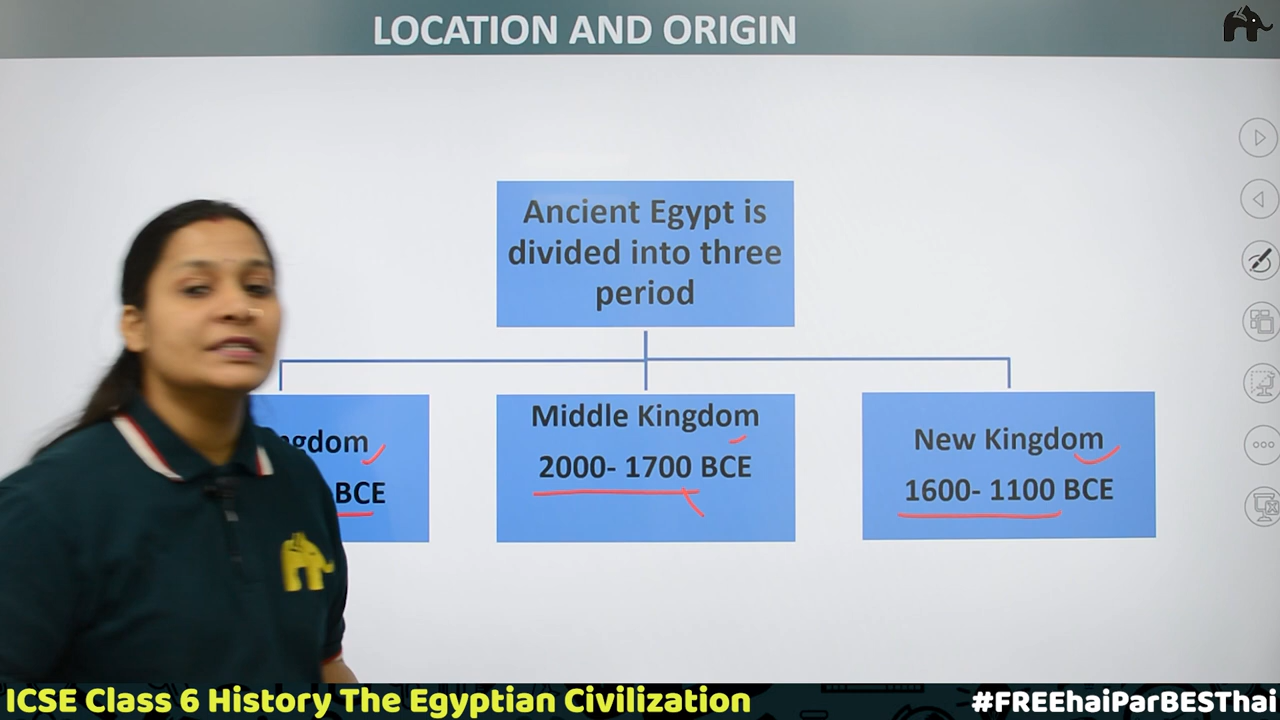 LOCATION AND ORIGIN
Ancient Egypt is
divided into three
period
BCE
Middle Kingdom
2000- 1700 BCE
New Kingdom
1600- 1100 BCE
ICSE Class 6 History The Egyptian Civilization
#FREEhaiParBESThai